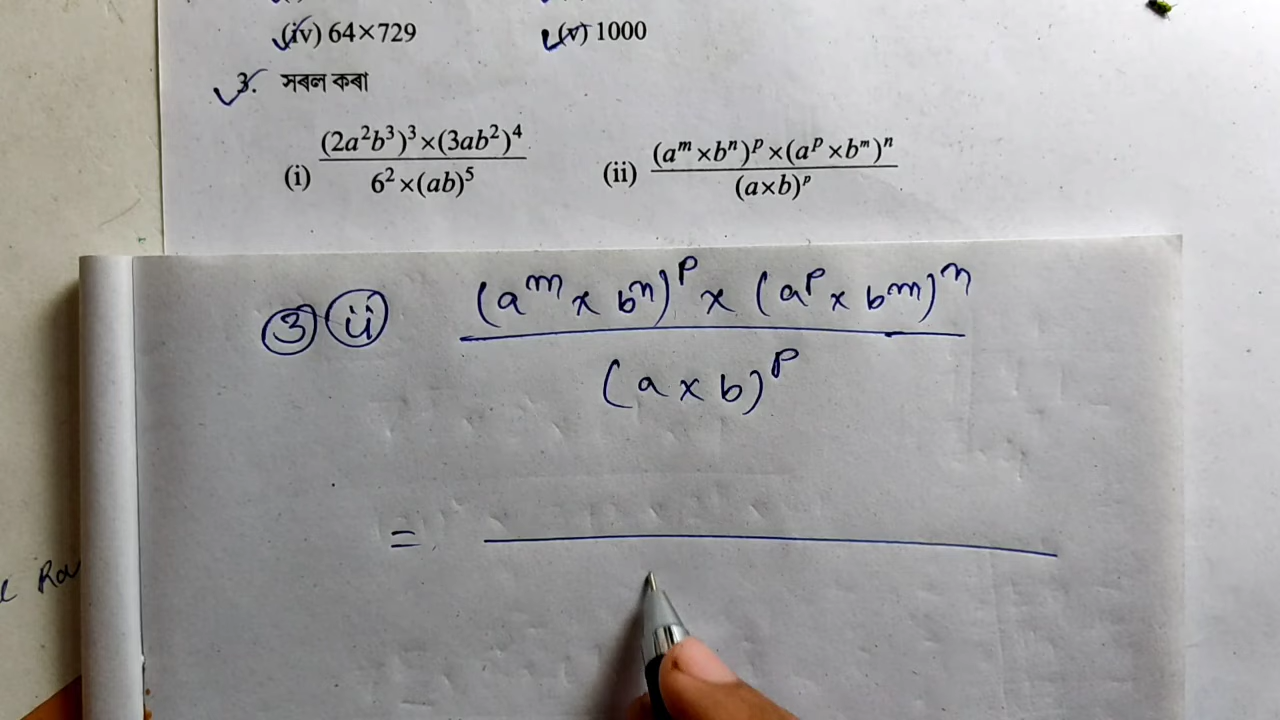 (iv) 64×729 (v) 1000
3. সৰল কৰা
(i) (2a²b³)³×(3ab²)⁴ / 6²×(ab)⁵ (ii) (aᵐ×bⁿ)ᵖ×(aᵖ×bᵐ)ⁿ / (a×b)ᵖ
3 ii (aᵐ × bⁿ)ᵖ × (aᵖ × bᵐ)ⁿ
(a × b)ᵖ
=